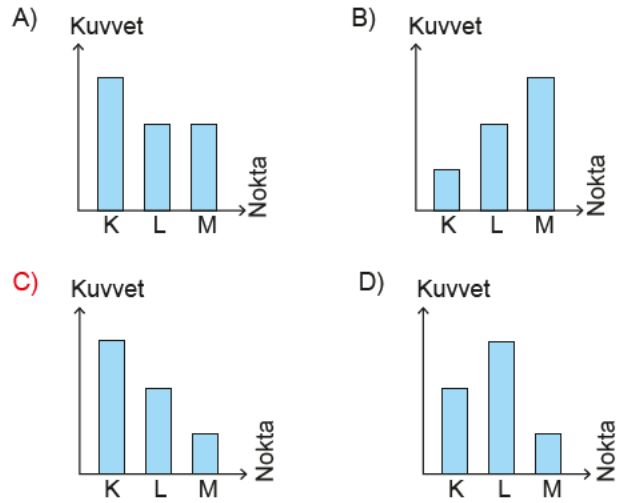 A)
Kuvvet
Nokta
K L M
B)
Kuvvet
Nokta
K L M
C)
Kuvvet
Nokta
K L M
D)
Kuvvet
Nokta
K L M